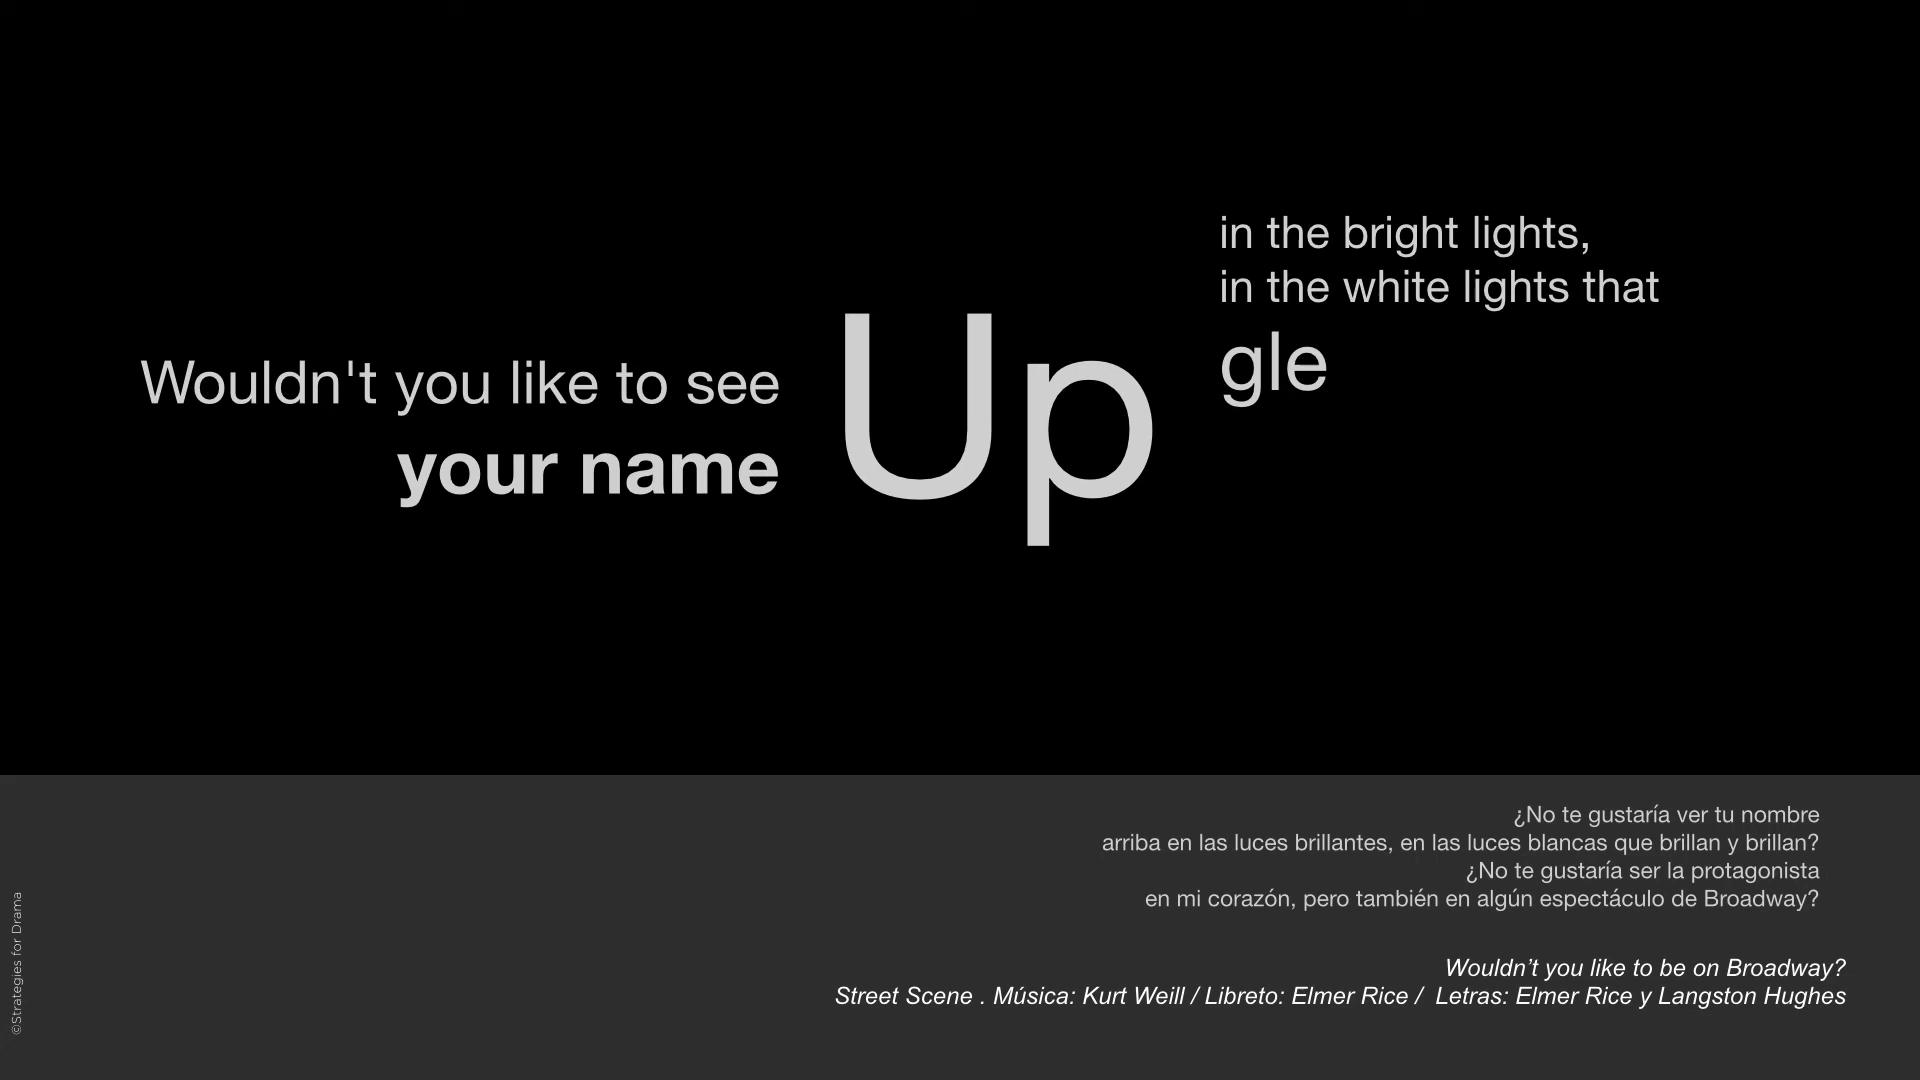 Wouldn't you like to see
your name
Up
in the bright lights,
in the white lights that
gle
¿No te gustaría ver tu nombre
arriba en las luces brillantes, en las luces blancas que brillan y brillan?
¿No te gustaría ser la protagonista
en mi corazón, pero también en algún espectáculo de Broadway?
Wouldn’t you like to be on Broadway?
Street Scene . Música: Kurt Weill / Libreto: Elmer Rice /  Letras: Elmer Rice y Langston Hughes
©Strategies for Drama